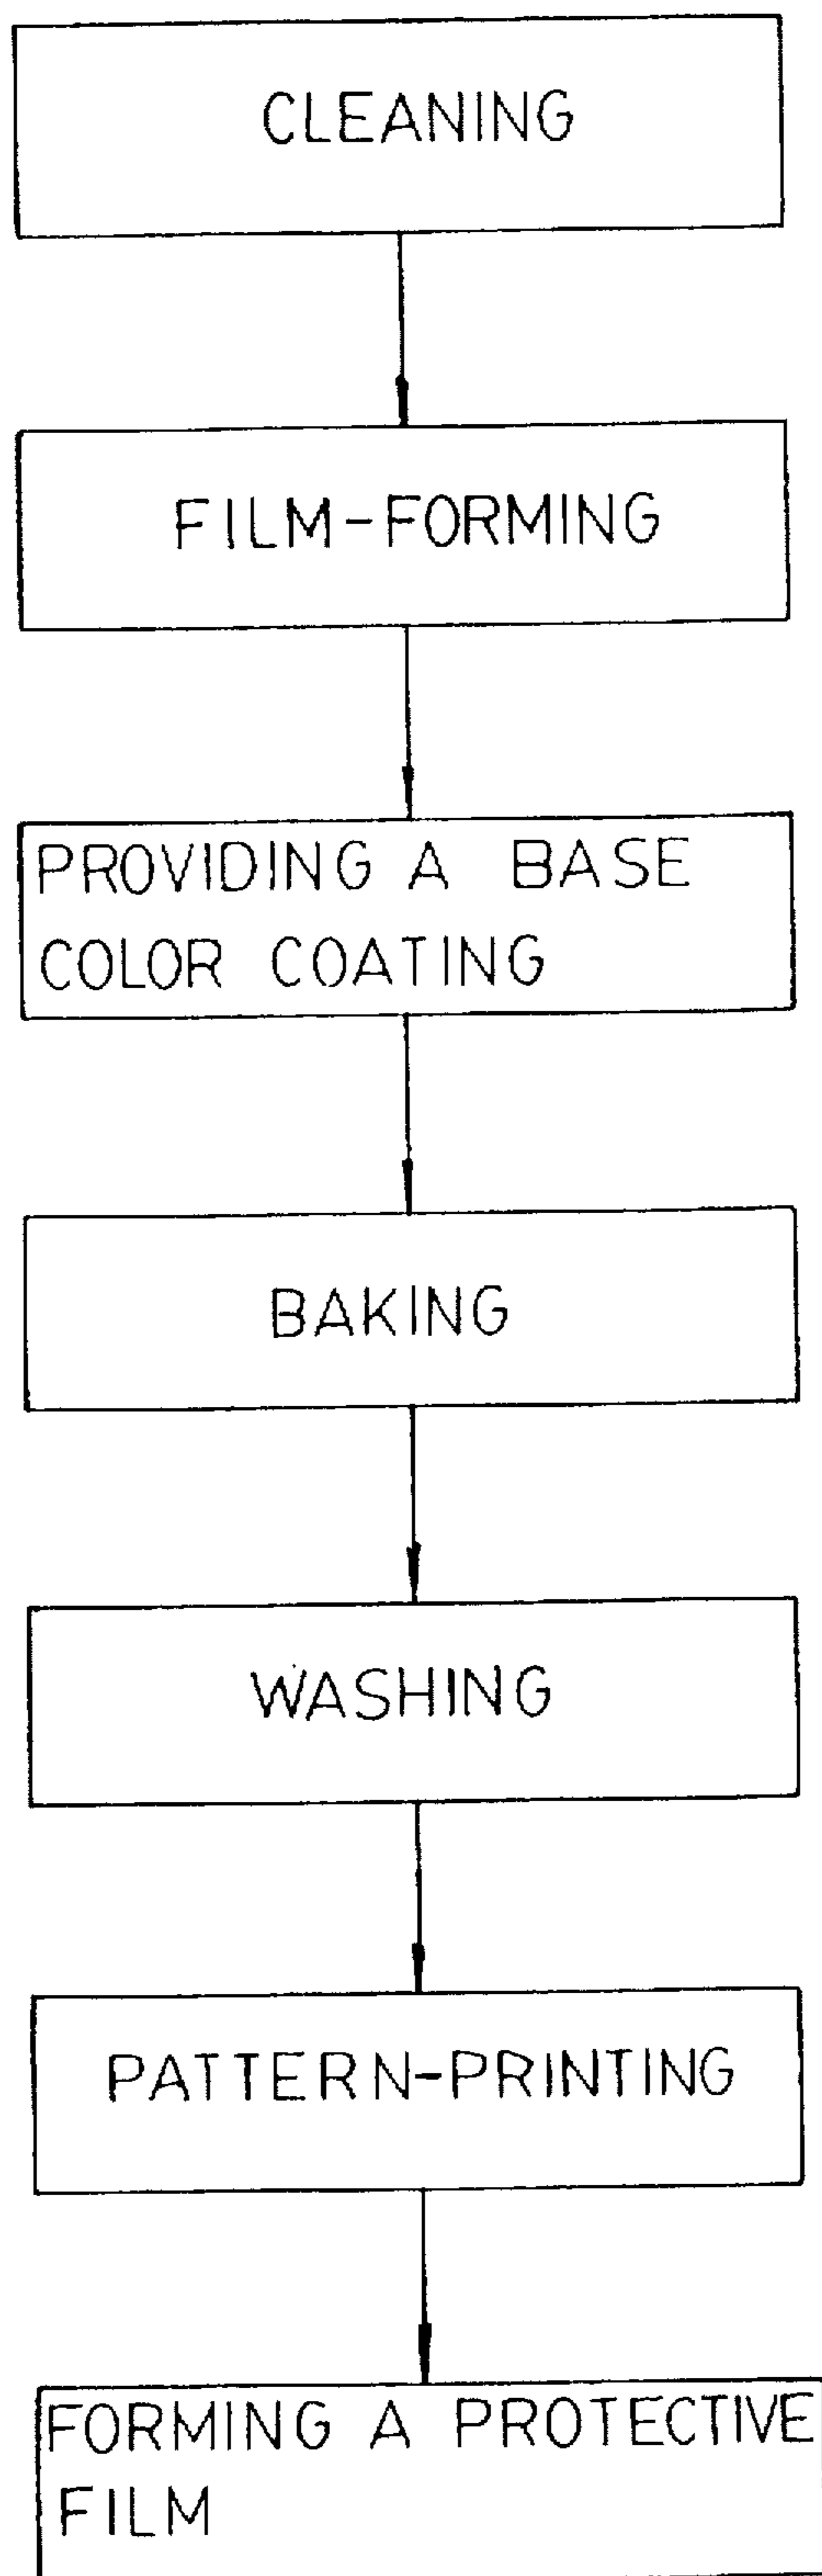 CLEANING
FILM-FORMING
PROVIDING A BASE
COLOR COATING
BAKING
WASHING
PATTERN-PRINTING
FORMING A PROTECTIVE
FILM